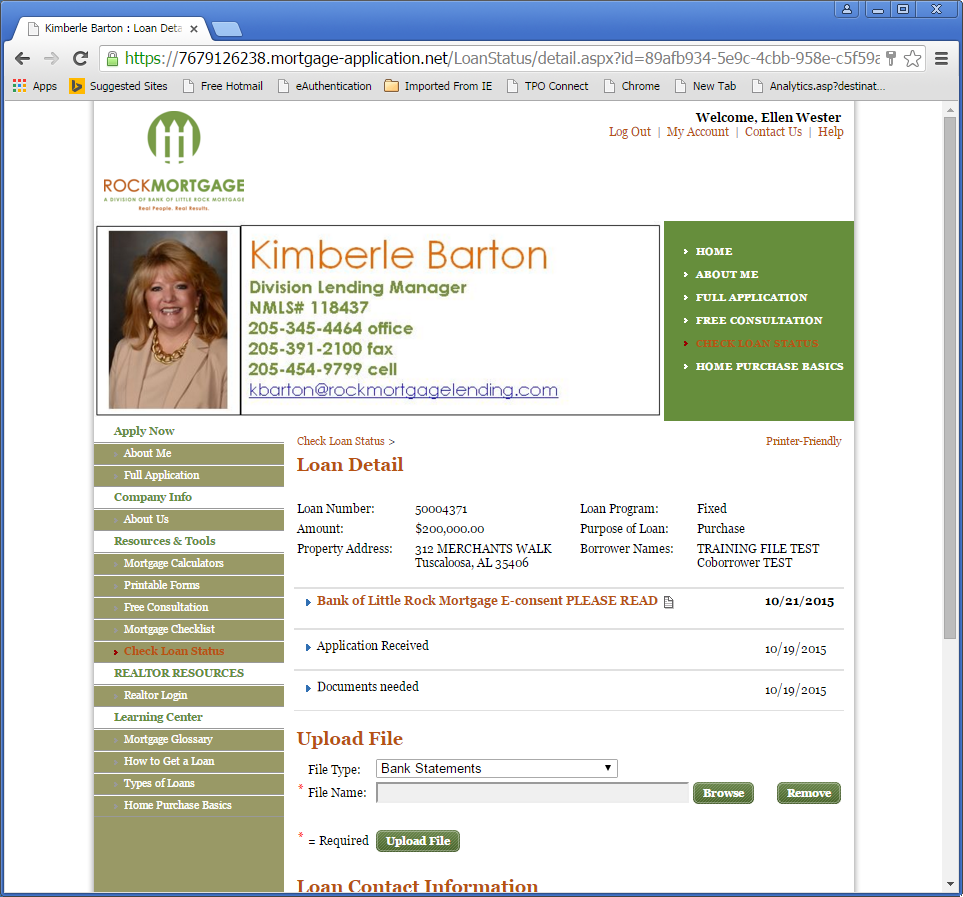 Kimberle Barton : Loan Deta
https://7679126238.mortgage-application.net/LoanStatus/detail.aspx?id=89afb934-5e9c-4cbb-958e-c5f59a
Apps Suggested Sites Free Hotmail eAuthentication Imported From IE TPO Connect Chrome New Tab Analytics.asp?destinat...
Welcome, Ellen Wester
Log Out | My Account | Contact Us | Help
ROCKMORTGAGE
A DIVISION OF BANK OF LITTLE ROCK MORTGAGE
Real People. Real Results.
Kimberle Barton
Division Lending Manager
NMLS# 118437
205-345-4464 office
205-391-2100 fax
205-454-9799 cell
kbarton@rockmortgagelending.com
HOME
ABOUT ME
FULL APPLICATION
FREE CONSULTATION
CHECK LOAN STATUS
HOME PURCHASE BASICS
Apply Now
About Me
Full Application
Company Info
About Us
Resources & Tools
Mortgage Calculators
Printable Forms
Free Consultation
Mortgage Checklist
Check Loan Status
REALTOR RESOURCES
Realtor Login
Learning Center
Mortgage Glossary
How to Get a Loan
Types of Loans
Home Purchase Basics
Check Loan Status > Printer-Friendly
Loan Detail
Loan Number: 50004371 Loan Program: Fixed
Amount: $200,000.00 Purpose of Loan: Purchase
Property Address: 312 MERCHANTS WALK Borrower Names: TRAINING FILE TEST
Tuscaloosa, AL 35406 Coborrower TEST
Bank of Little Rock Mortgage E-consent PLEASE READ 10/21/2015
Application Received 10/19/2015
Documents needed 10/19/2015
Upload File
File Type: Bank Statements
* File Name: Browse Remove
* = Required Upload File
Loan Contact Information